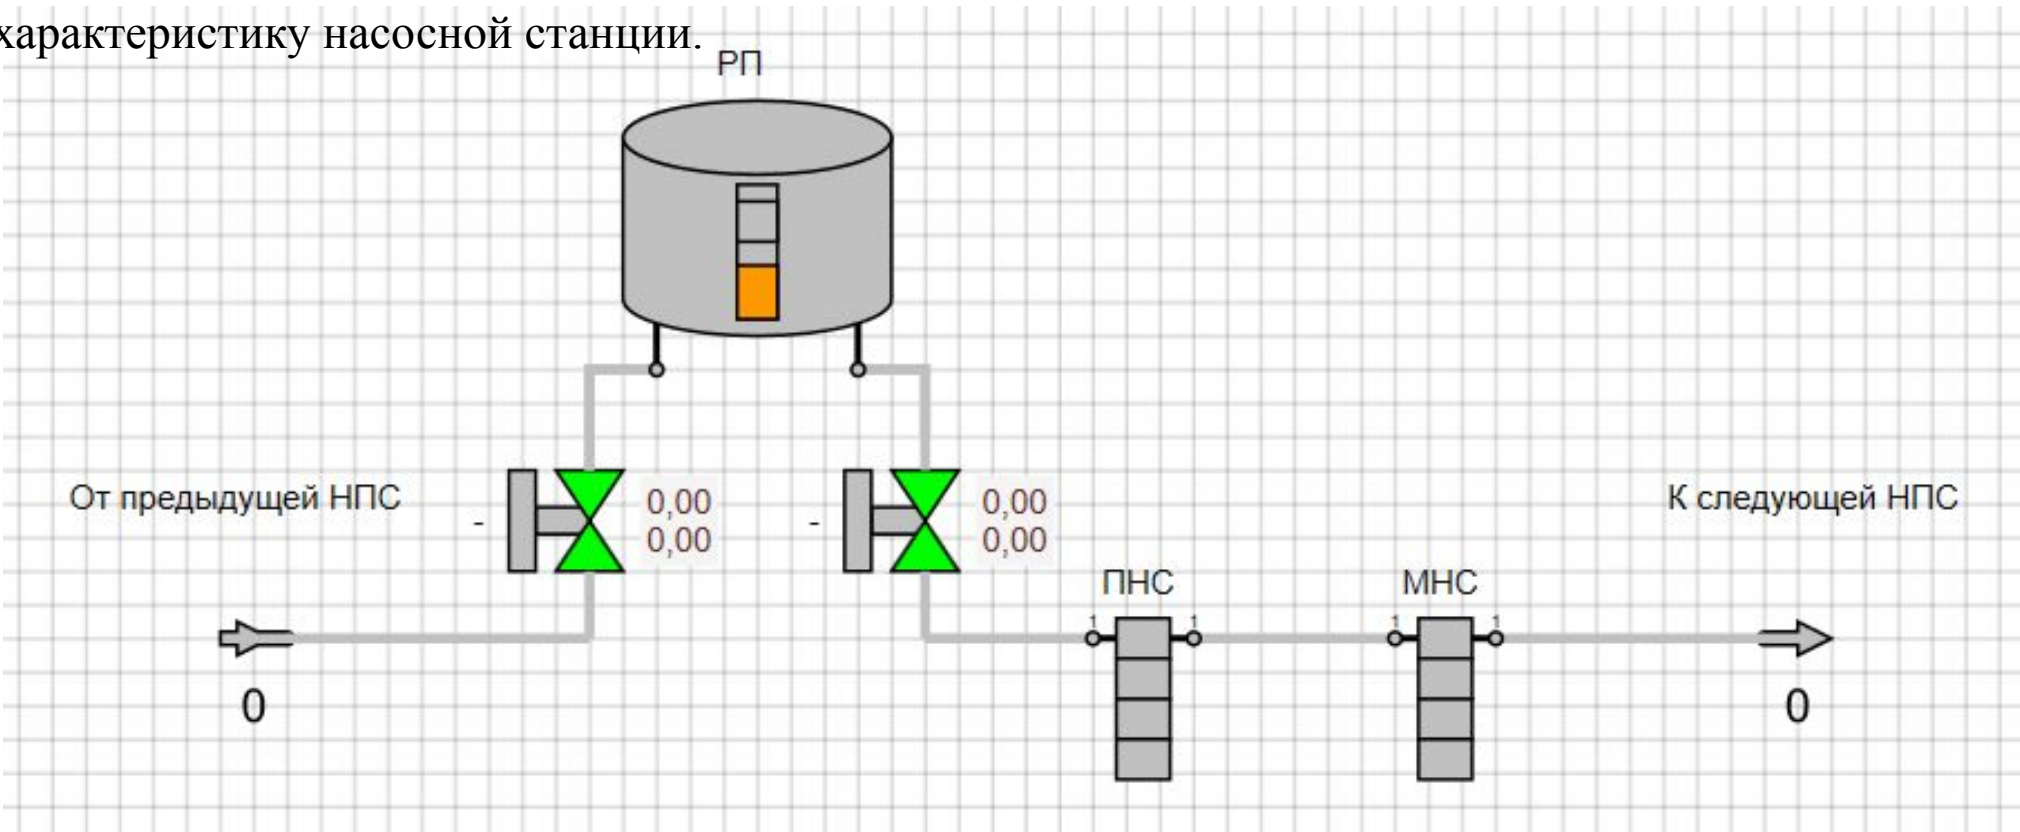 характеристику насосной станции.
РП
От предыдущей НПС
-
0,00
0,00
-
0,00
0,00
К следующей НПС
ПНС
МНС
1
1
1
1
0
0